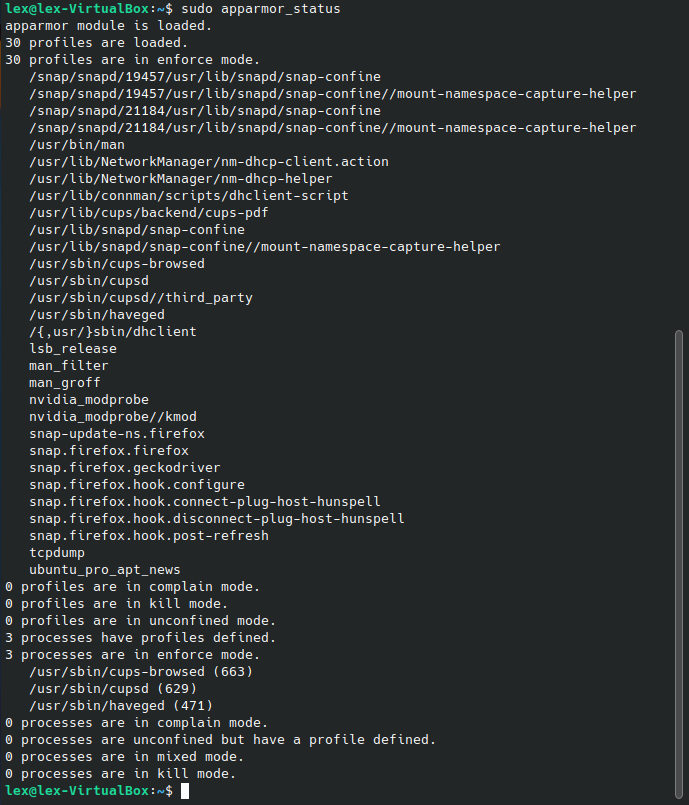 lex@lex-VirtualBox:~$ sudo apparmor_status
apparmor module is loaded.
30 profiles are loaded.
30 profiles are in enforce mode.
   /snap/snapd/19457/usr/lib/snapd/snap-confine
   /snap/snapd/19457/usr/lib/snapd/snap-confine//mount-namespace-capture-helper
   /snap/snapd/21184/usr/lib/snapd/snap-confine
   /snap/snapd/21184/usr/lib/snapd/snap-confine//mount-namespace-capture-helper
   /usr/bin/man
   /usr/lib/NetworkManager/nm-dhcp-client.action
   /usr/lib/NetworkManager/nm-dhcp-helper
   /usr/lib/connman/scripts/dhclient-script
   /usr/lib/cups/backend/cups-pdf
   /usr/lib/snapd/snap-confine
   /usr/lib/snapd/snap-confine//mount-namespace-capture-helper
   /usr/sbin/cups-browsed
   /usr/sbin/cupsd
   /usr/sbin/cupsd//third_party
   /usr/sbin/haveged
   /{,usr/}sbin/dhclient
   lsb_release
   man_filter
   man_groff
   nvidia_modprobe
   nvidia_modprobe//kmod
   snap-update-ns.firefox
   snap.firefox.firefox
   snap.firefox.geckodriver
   snap.firefox.hook.configure
   snap.firefox.hook.connect-plug-host-hunspell
   snap.firefox.hook.disconnect-plug-host-hunspell
   snap.firefox.hook.post-refresh
   tcpdump
   ubuntu_pro_apt_news
0 profiles are in complain mode.
0 profiles are in kill mode.
0 profiles are in unconfined mode.
3 processes have profiles defined.
3 processes are in enforce mode.
   /usr/sbin/cups-browsed (663)
   /usr/sbin/cupsd (629)
   /usr/sbin/haveged (471)
0 processes are in complain mode.
0 processes are unconfined but have a profile defined.
0 processes are in mixed mode.
0 processes are in kill mode.
lex@lex-VirtualBox:~$